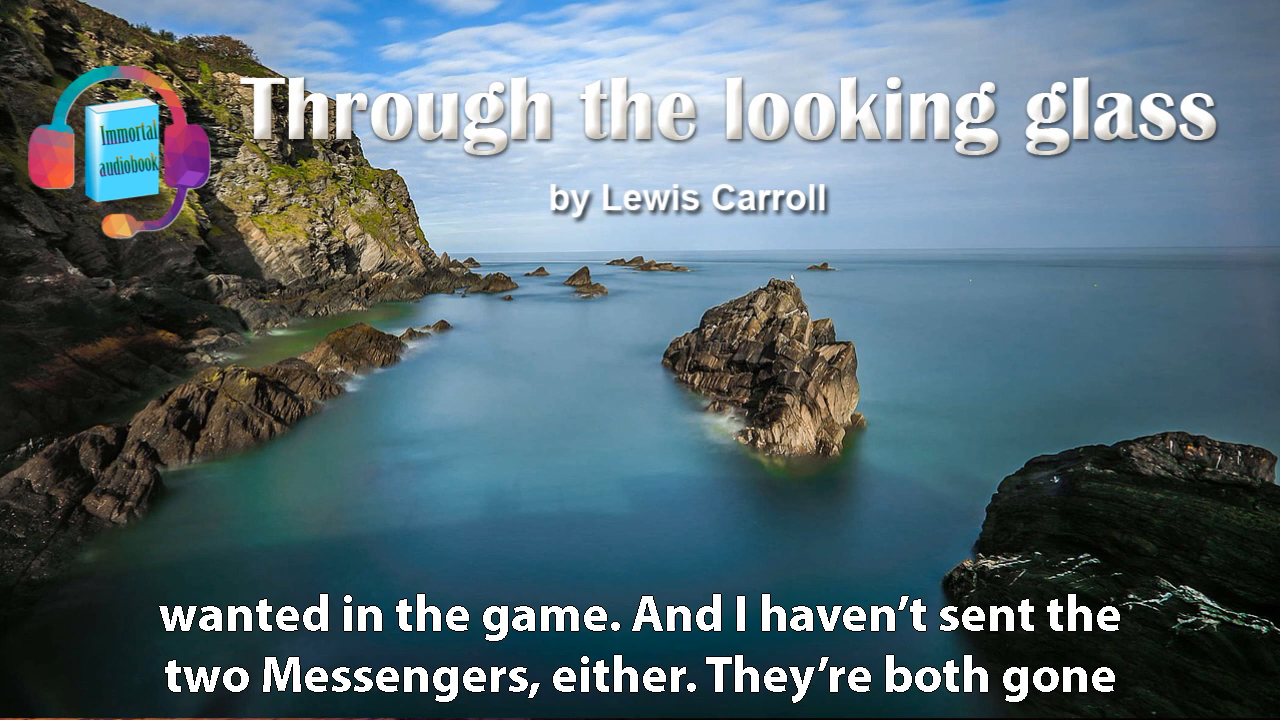 Immortal
audiobook
Through the looking glass
by Lewis Carroll
wanted in the game. And I haven’t sent the
two Messengers, either. They’re both gone